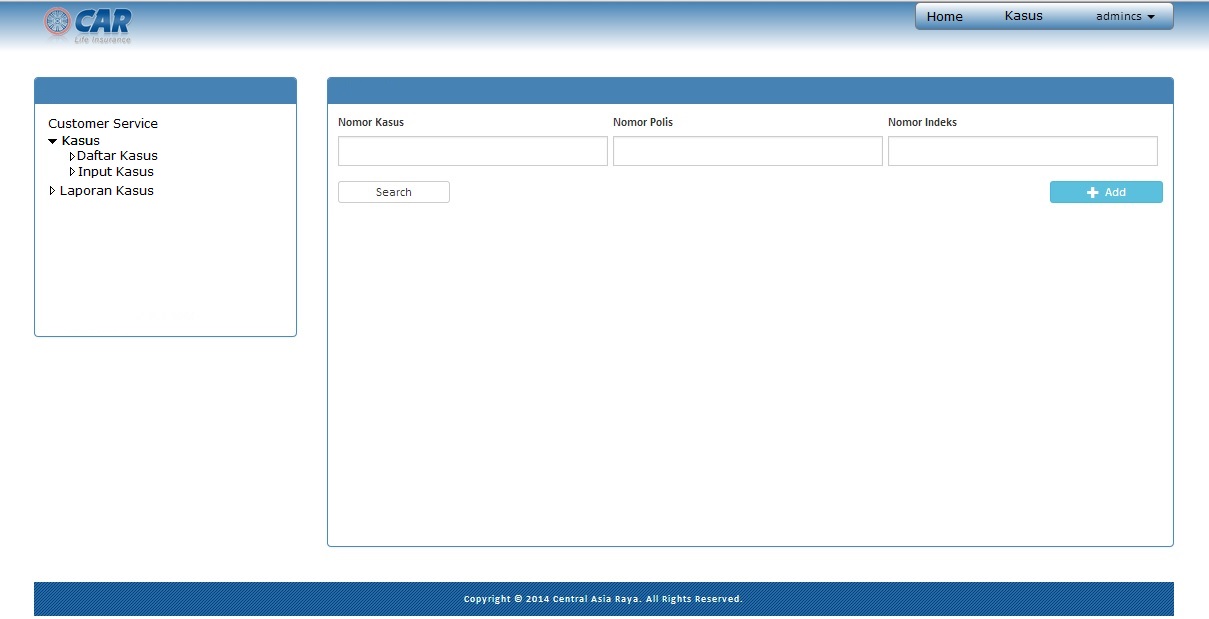 CAR
Life Insurance
Home Kasus admincs
Customer Service
Kasus
Daftar Kasus
Input Kasus
Laporan Kasus
Nomor Kasus Nomor Polis Nomor Indeks
Search Add
Copyright © 2014 Central Asia Raya. All Rights Reserved.